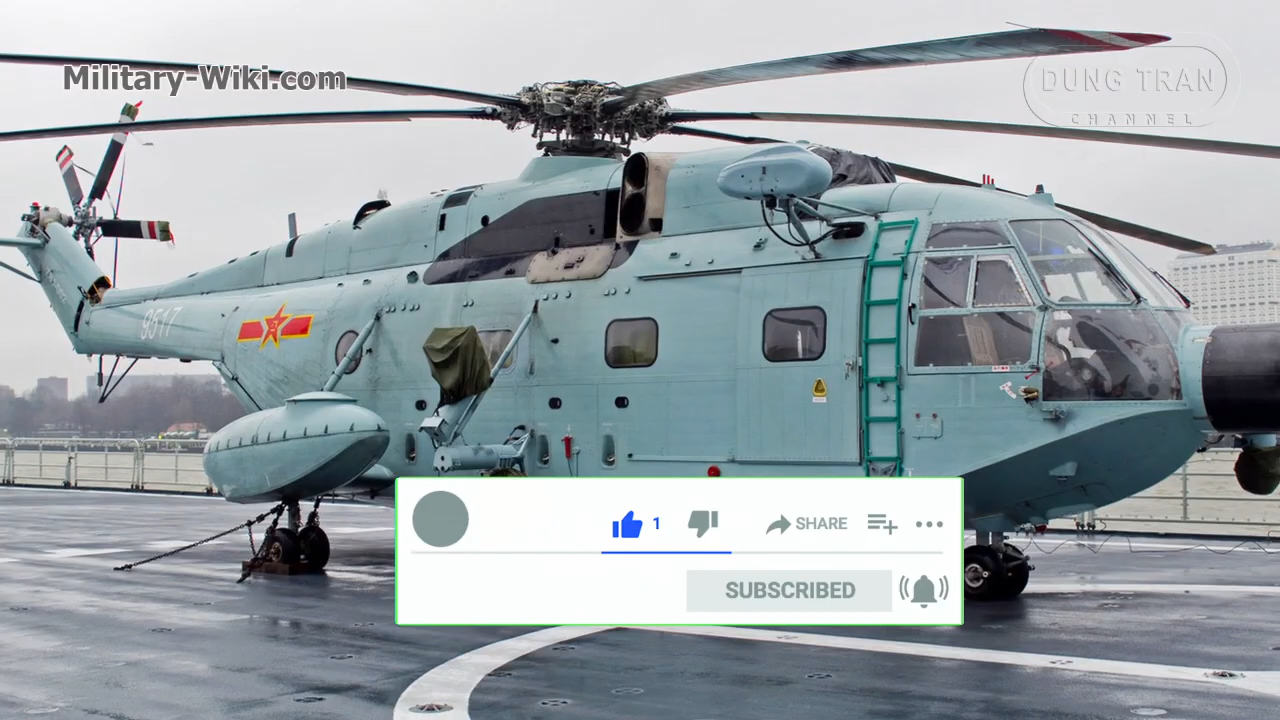 Military-Wiki.com
DUNG TRAN
CHANNEL
9517
1
SHARE
SUBSCRIBED